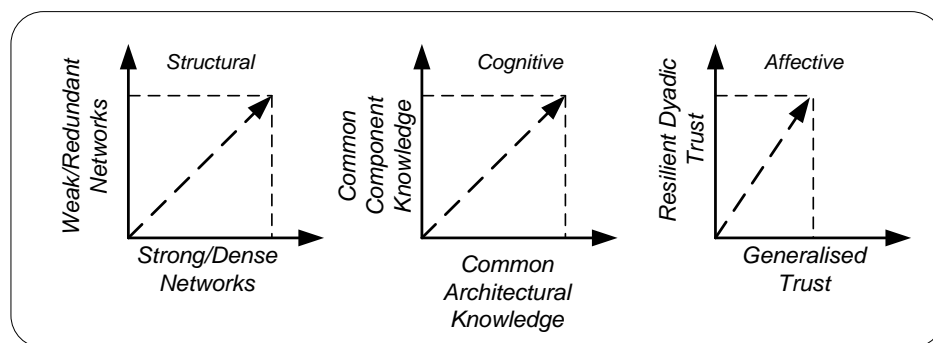 Structural
Weak/Redundant
Networks
Strong/Dense
Networks
Cognitive
Common
Component
Knowledge
Common
Architectural
Knowledge
Affective
Resilient Dyadic
Trust
Generalised
Trust